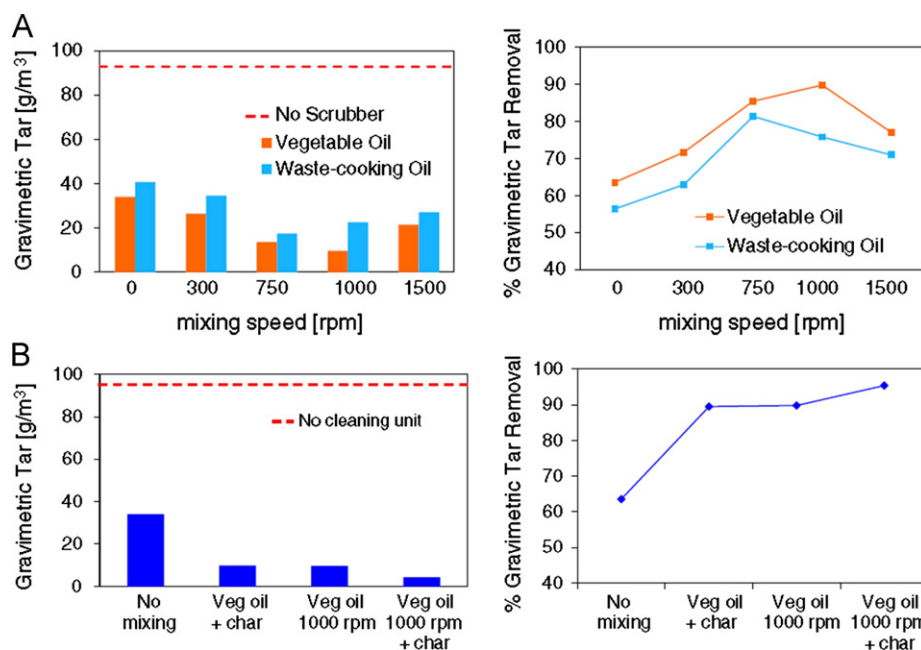 A
Gravimetric Tar [g/m³]
100
80
60
40
20
0
No Scrubber
Vegetable Oil
Waste-cooking Oil
0 300 750 1000 1500
mixing speed [rpm]
% Gravimetric Tar Removal
100
90
80
70
60
50
40
Vegetable Oil
Waste-cooking Oil
0 300 750 1000 1500
mixing speed [rpm]
B
Gravimetric Tar [g/m³]
100
80
60
40
20
0
No cleaning unit
No Veg oil Veg oil Veg oil
mixing + char 1000 rpm 1000 rpm
+ char
% Gravimetric Tar Removal
100
90
80
70
60
50
40
No Veg oil Veg oil Veg oil
mixing + char 1000 rpm 1000 rpm
+ char